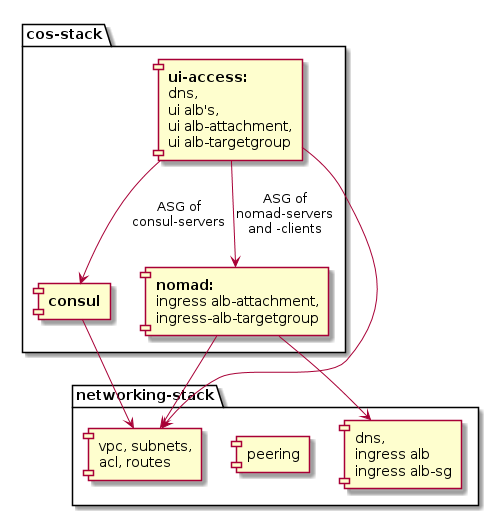 cos-stack
ui-access:
dns,
ui alb's,
ui alb-attachment,
ui alb-targetgroup
ASG of
consul-servers
ASG of
nomad-servers
and -clients
consul
nomad:
ingress alb-attachment,
ingress-alb-targetgroup
networking-stack
vpc, subnets,
acl, routes
peering
dns,
ingress alb
ingress alb-sg